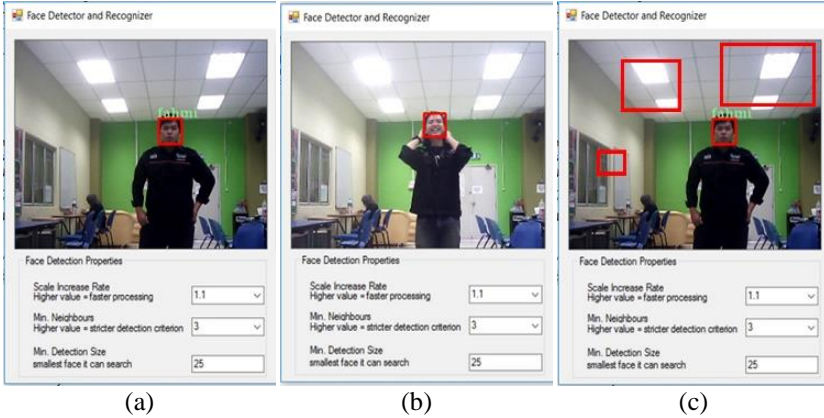 Face Detector and Recognizer
fahmi
Face Detection Properties
Scale Increase Rate
Higher value = faster processing
1.1
Min. Neighbours
Higher value = stricter detection criterion
3
Min. Detection Size
smallest face it can search
25
(a)
Face Detector and Recognizer
Face Detection Properties
Scale Increase Rate
Higher value = faster processing
1.1
Min. Neighbours
Higher value = stricter detection criterion
3
Min. Detection Size
smallest face it can search
25
(b)
Face Detector and Recognizer
fahmi
Face Detection Properties
Scale Increase Rate
Higher value = faster processing
1.1
Min. Neighbours
Higher value = stricter detection criterion
3
Min. Detection Size
smallest face it can search
25
(c)